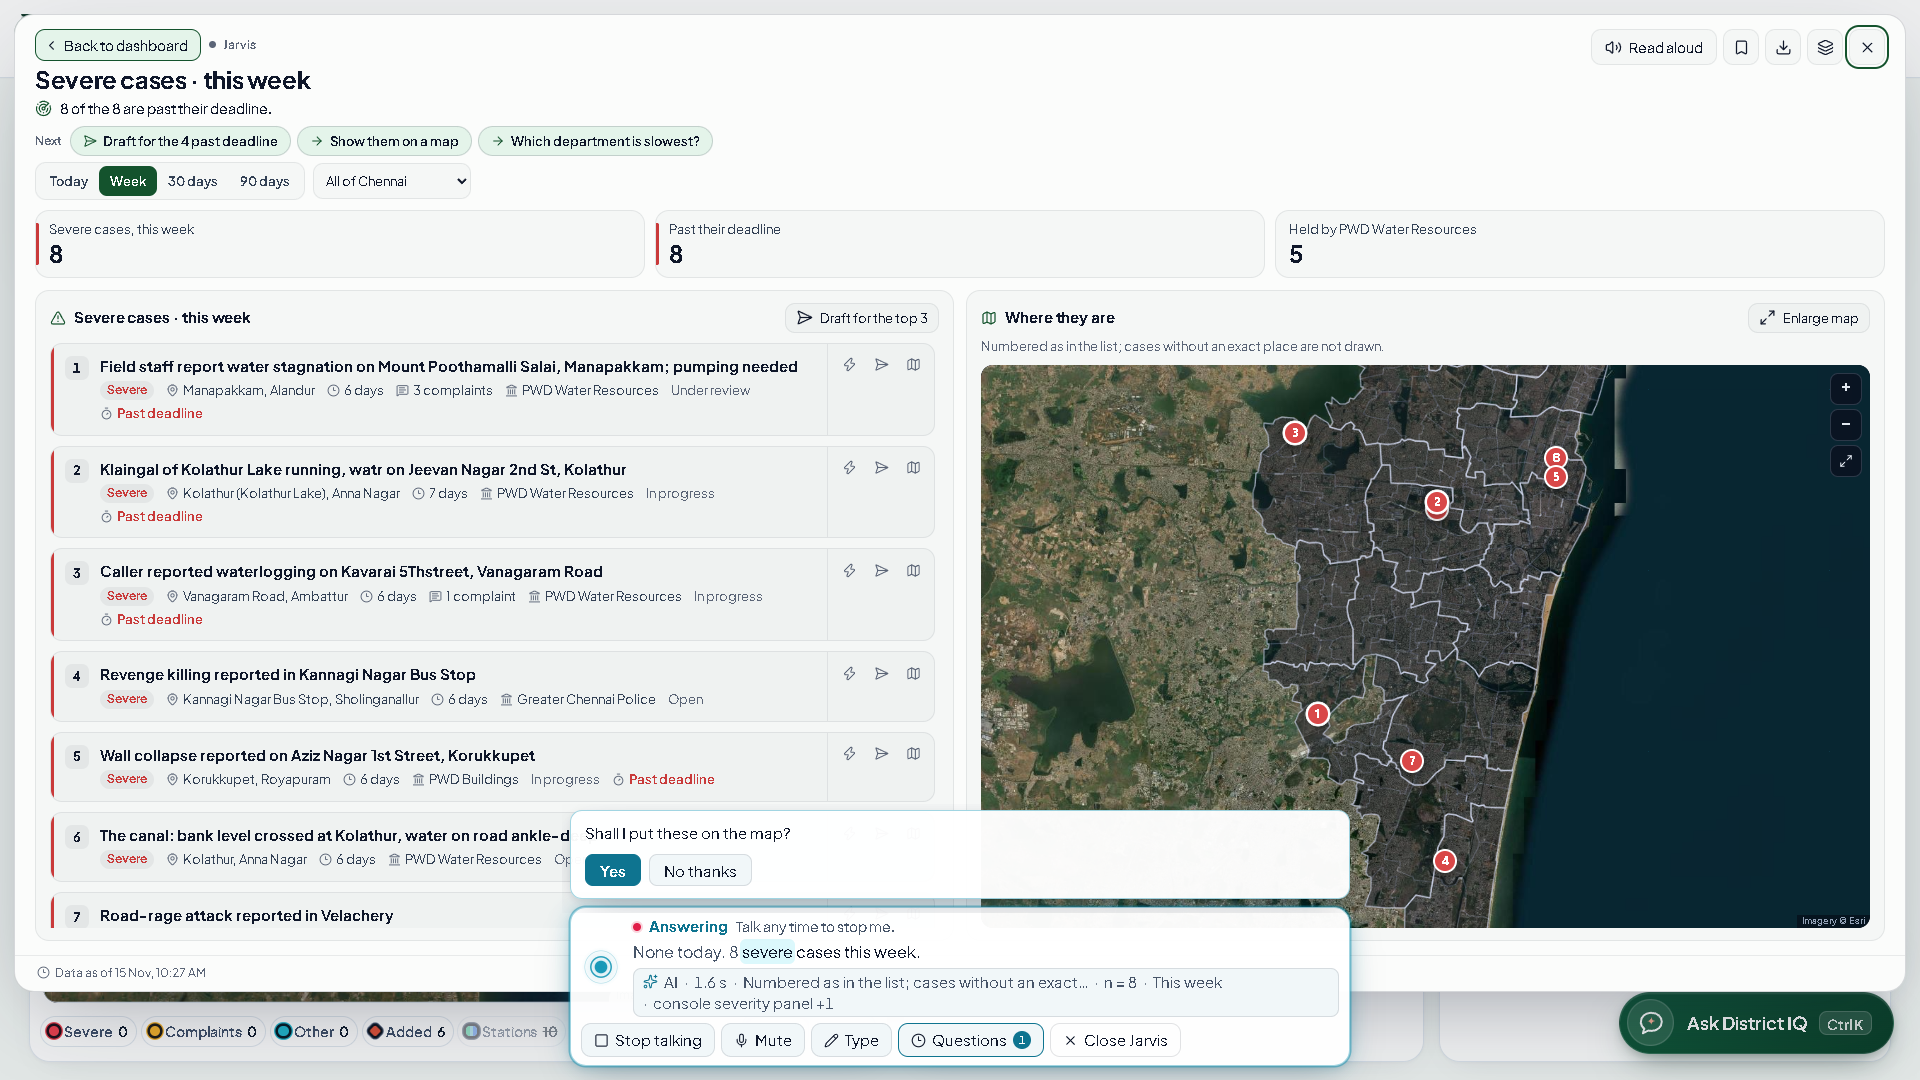 Back to dashboard
Jarvis
Read aloud
Severe cases · this week
8 of the 8 are past their deadline.
Next
Draft for the 4 past deadline
Show them on a map
Which department is slowest?
Today
Week
30 days
90 days
All of Chennai
Severe cases, this week
8
Past their deadline
8
Held by PWD Water Resources
5
Severe cases · this week
Draft for the top 3
1
Field staff report water stagnation on Mount Poothamalli Salai, Manapakkam; pumping needed
Severe Manapakkam, Alandur 6 days 3 complaints PWD Water Resources Under review
Past deadline
2
Klaingal of Kolathur Lake running, watr on Jeevan Nagar 2nd St, Kolathur
Severe Kolathur (Kolathur Lake), Anna Nagar 7 days PWD Water Resources In progress
Past deadline
3
Caller reported waterlogging on Kavarai 5Thstreet, Vanagaram Road
Severe Vanagaram Road, Ambattur 6 days 1 complaint PWD Water Resources In progress
Past deadline
4
Revenge killing reported in Kannagi Nagar Bus Stop
Severe Kannagi Nagar Bus Stop, Sholinganallur 6 days Greater Chennai Police Open
5
Wall collapse reported on Aziz Nagar 1st Street, Korukkupet
Severe Korukkupet, Royapuram 6 days PWD Buildings In progress Past deadline
6
The canal: bank level crossed at Kolathur, water on road ankle-d
Severe Kolathur, Anna Nagar 6 days PWD Water Resources Op
7
Road-rage attack reported in Velachery
Where they are
Enlarge map
Numbered as in the list; cases without an exact place are not drawn.
+
−
3
8
5
2
1
7
4
Imagery © Esri
Shall I put these on the map?
Yes
No thanks
Answering Talk any time to stop me.
None today. 8 severe cases this week.
AI · 1.6 s · Numbered as in the list; cases without an exact… · n = 8 · This week
· console severity panel +1
Stop talking
Mute
Type
Questions 1
Close Jarvis
Data as of 15 Nov, 10:27 AM
Severe 0
Complaints 0
Other 0
Added 6
Stations 10
Ask District IQ Ctrl K